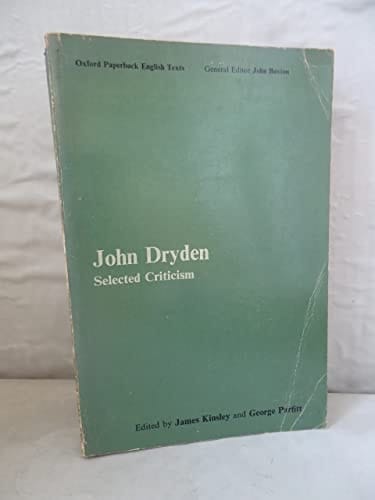 Oxford Paperback English Texts General Editor John Buxton
John Dryden
Selected Criticism
Edited by James Kinsley and George Parfitt